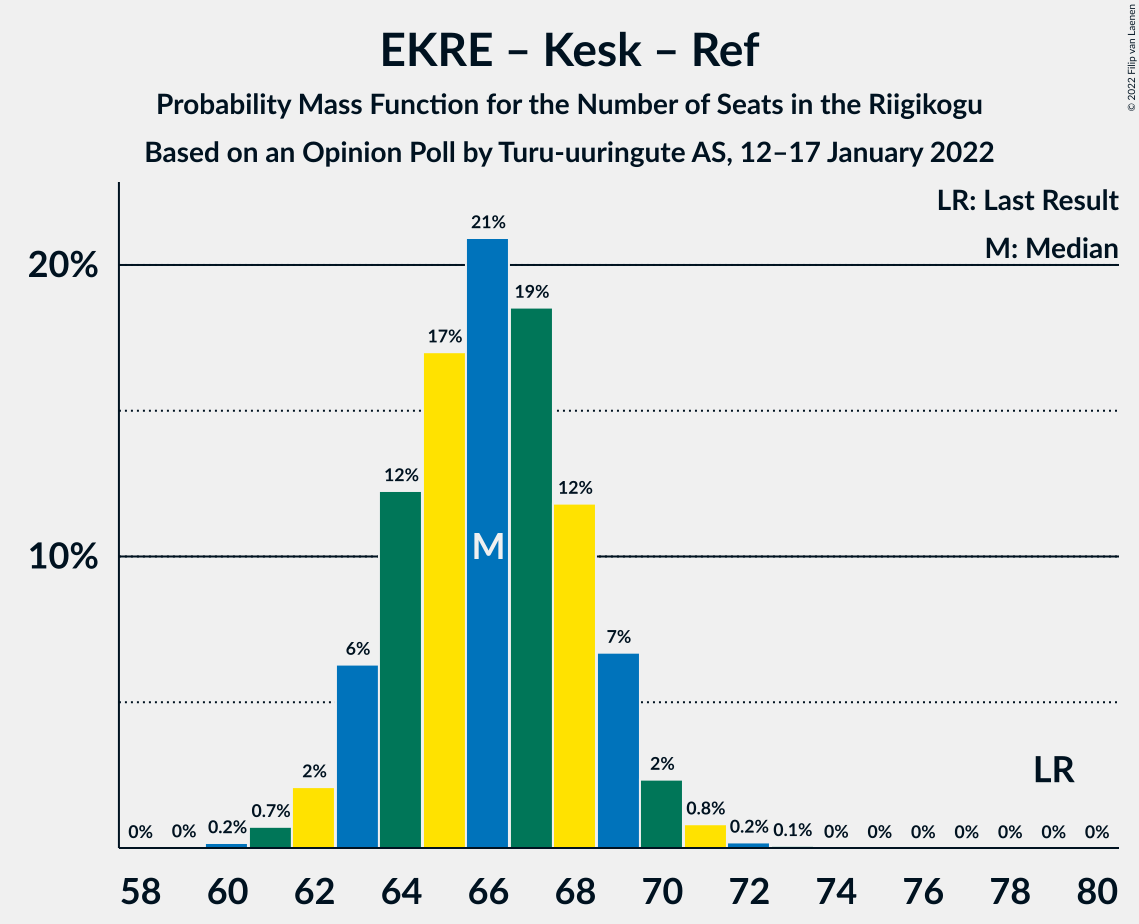 EKRE – Kesk – Ref
Probability Mass Function for the Number of Seats in the Riigikogu
Based on an Opinion Poll by Turu-uuringute AS, 12–17 January 2022
© 2022 Filip van Laenen
LR: Last Result
M: Median
20%
10%
0% 0% 0.2% 0.7% 2% 6% 12% 17% 21% 19% 12% 7% 2% 0.8% 0.2% 0.1% 0% 0% 0% 0% 0% 0% 0%
M
LR
58 60 62 64 66 68 70 72 74 76 78 80